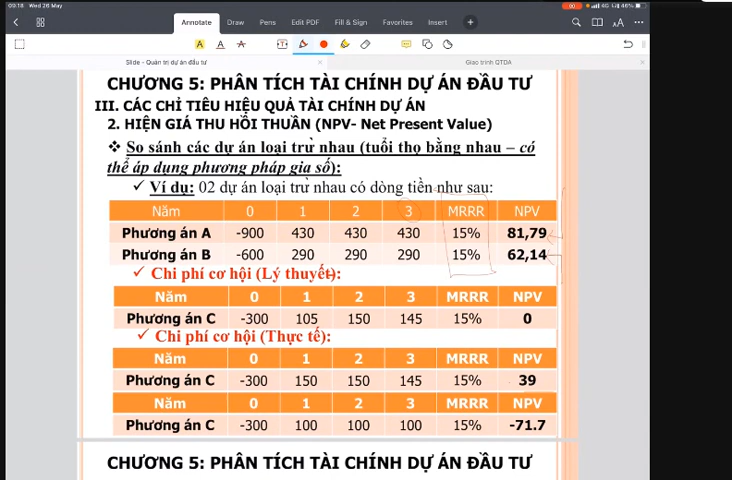 09:18 Wed 26 May
4G 46%
Annotate Draw Pens Edit PDF Fill & Sign Favorites Insert
Slide - Quản trị dự án đầu tư
Giao trình QTDA
CHƯƠNG 5: PHÂN TÍCH TÀI CHÍNH DỰ ÁN ĐẦU TƯ
III. CÁC CHỈ TIÊU HIỆU QUẢ TÀI CHÍNH DỰ ÁN
2. HIỆN GIÁ THU HỒI THUẦN (NPV- Net Present Value)
❖ So sánh các dự án loại trừ nhau (tuổi thọ bằng nhau – có
thể áp dụng phương pháp gia số):
✓ Ví dụ: 02 dự án loại trừ nhau có dòng tiền như sau:
Năm 0 1 2 3 MRRR NPV
Phương án A -900 430 430 430 15% 81,79
Phương án B -600 290 290 290 15% 62,14
✓ Chi phí cơ hội (Lý thuyết):
Năm 0 1 2 3 MRRR NPV
Phương án C -300 105 150 145 15% 0
✓ Chi phí cơ hội (Thực tế):
Năm 0 1 2 3 MRRR NPV
Phương án C -300 150 150 145 15% 39
Năm 0 1 2 3 MRRR NPV
Phương án C -300 100 100 100 15% -71.7
CHƯƠNG 5: PHÂN TÍCH TÀI CHÍNH DỰ ÁN ĐẦU TƯ